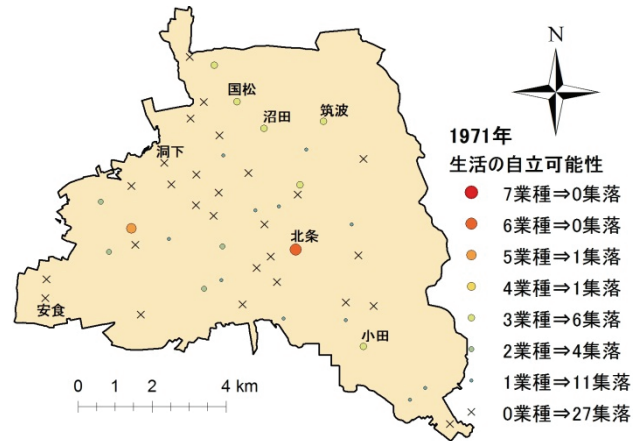 N
国松
沼田
筑波
洞下
北条
安食
小田
1971年
生活の自立可能性
7業種⇒0集落
6業種⇒0集落
5業種⇒1集落
4業種⇒1集落
3業種⇒6集落
2業種⇒4集落
1業種⇒11集落
0業種⇒27集落
0 2 4 km